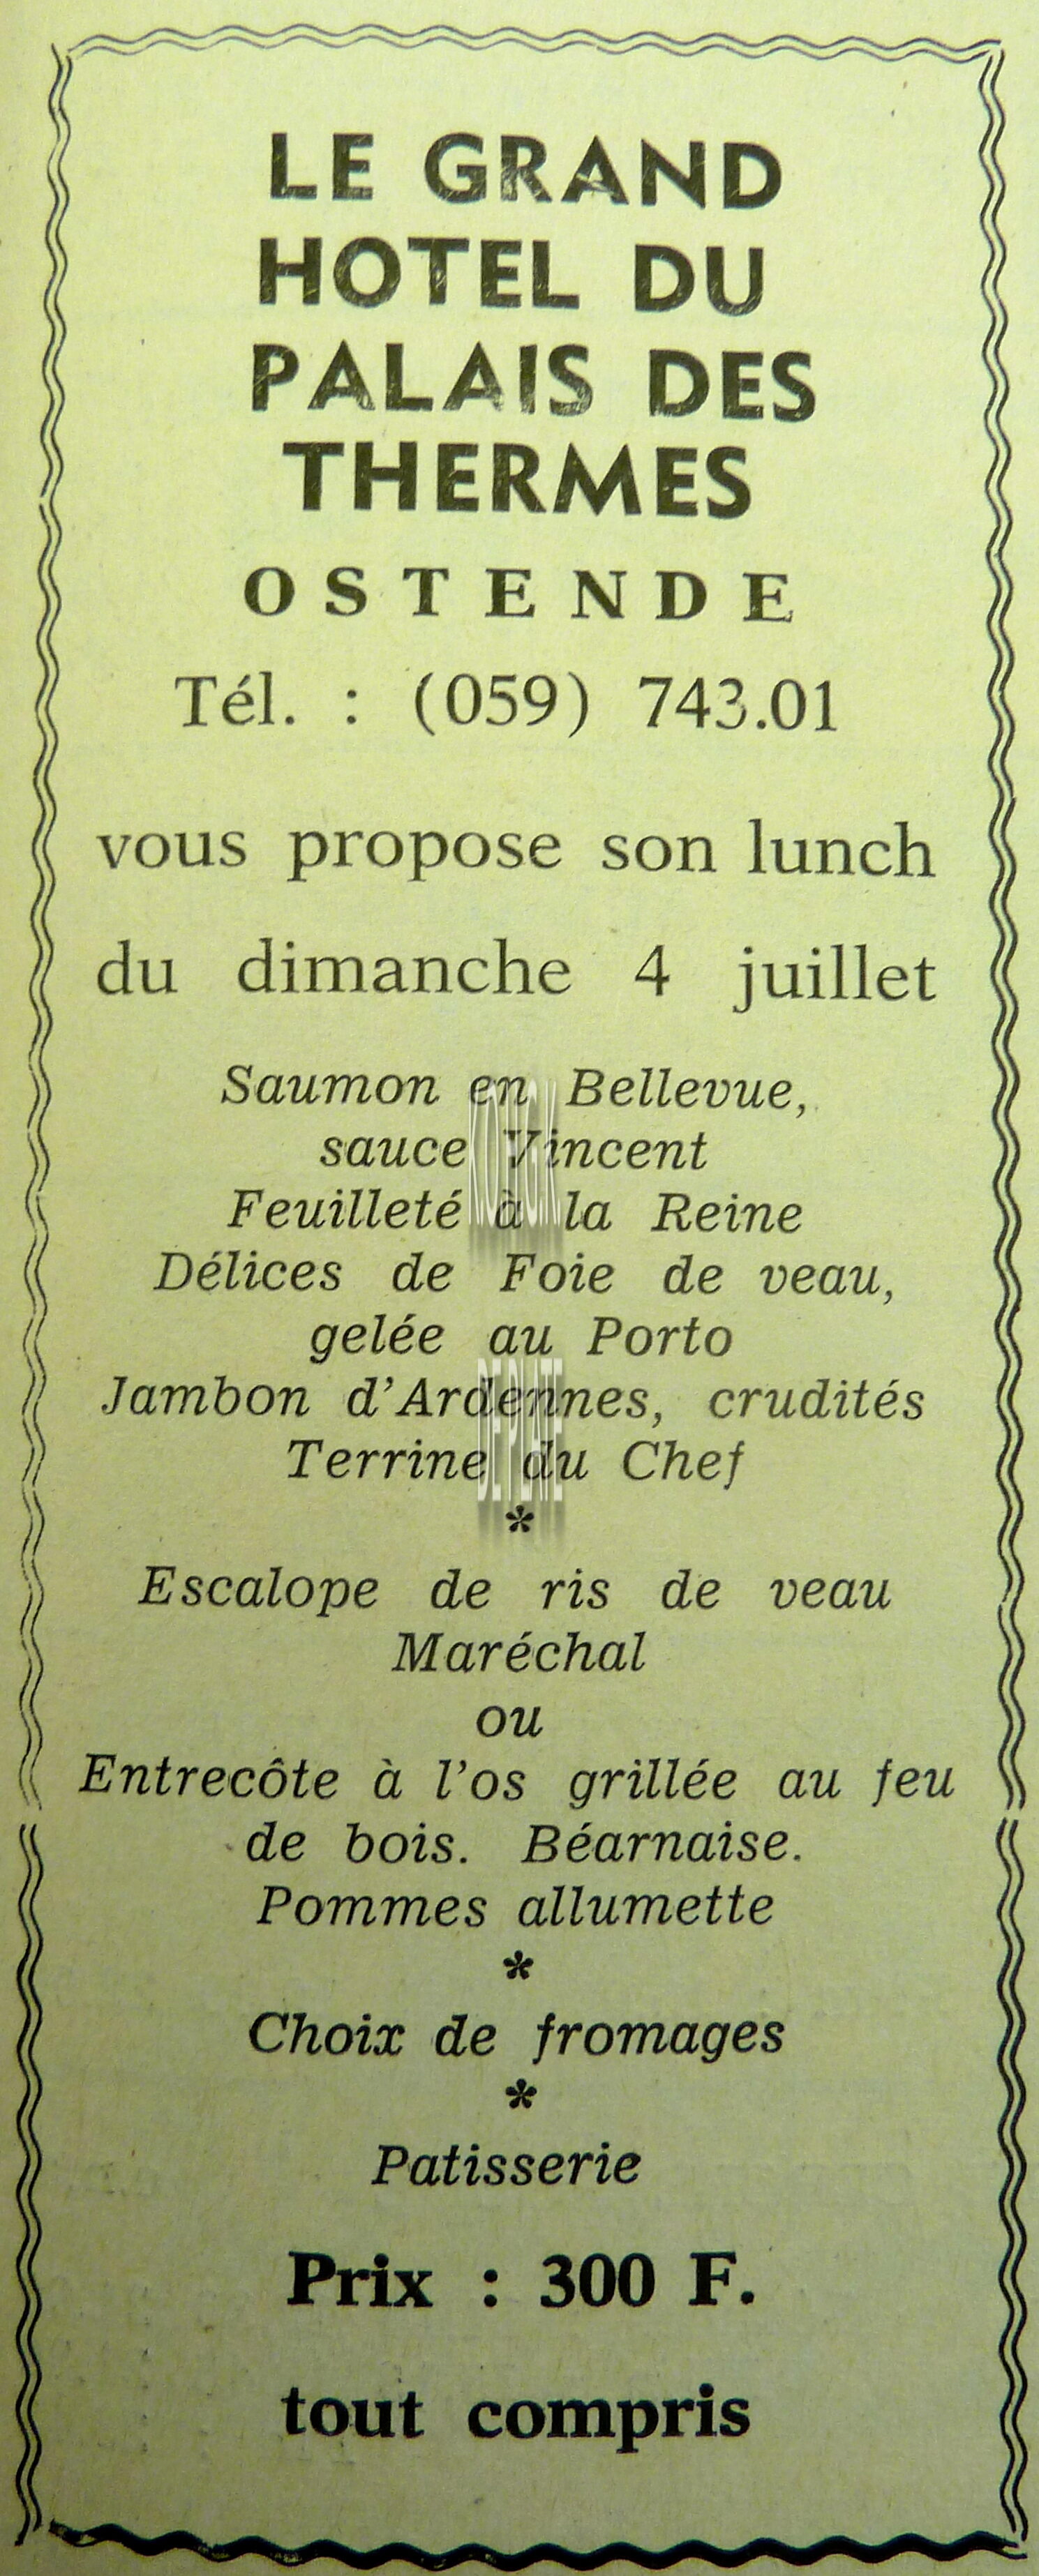 LE GRAND
HOTEL DU
PALAIS DES
THERMES
OSTENDE
Tél. : (059) 743.01
vous propose son lunch
du dimanche 4 juillet
Saumon en Bellevue,
sauce Vincent
Feuilleté à la Reine
Délices de Foie de veau,
gelée au Porto
Jambon d'Ardennes, crudités
Terrine du Chef
*
Escalope de ris de veau
Maréchal
ou
Entrecôte à l'os grillée au feu
de bois. Béarnaise.
Pommes allumette
*
Choix de fromages
*
Patisserie
Prix : 300 F.
tout compris